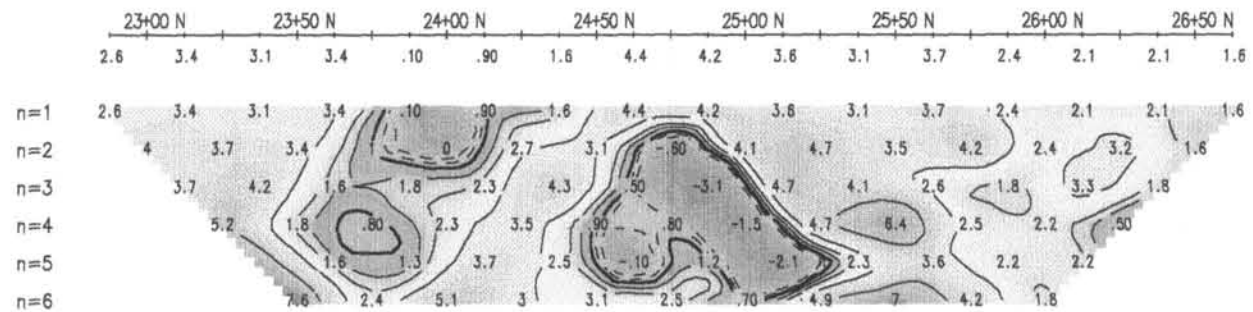 23+00 N 23+50 N 24+00 N 24+50 N 25+00 N 25+50 N 26+00 N 26+50 N
2.6 3.4 3.1 3.4 .10 .90 1.6 4.4 4.2 3.6 3.1 3.7 2.4 2.1 2.1 1.6
n=1 2.6 3.4 3.1 3.4 .10 .90 1.6 4.4 4.2 3.6 3.1 3.7 2.4 2.1 2.1 1.6
n=2 4 3.7 3.4 1 0 2.7 3.1 -.60 4.1 4.7 3.5 4.2 2.4 3.2 1.6
n=3 3.7 4.2 1.6 1.8 2.3 4.3 .50 -3.1 4.7 4.1 2.6 1.8 3.3 1.8
n=4 5.2 1.8 .80 2.3 3.5 .90 .80 -1.5 4.7 6.4 2.5 2.2 .50
n=5 1.6 1.3 3.7 2.5 -.10 1.2 -2.1 2.3 3.6 2.2 2.2
n=6 7.6 2.4 5.1 3 3.1 2.5 .70 4.9 7 4.2 1.8